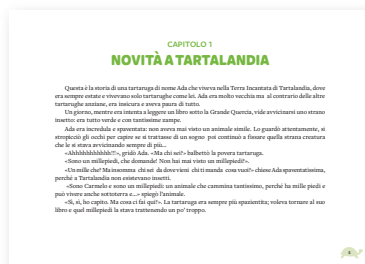 CAPITOLO 1
NOVITÀ A TARTALANDIA
Questa è la storia di una tartaruga di nome Ada che viveva nella Terra Incantata di Tartalandia, dove
era sempre estate e vivevano solo tartarughe come lei. Ada era molto vecchia ma al contrario delle altre
tartarughe anziane, era insicura e aveva paura di tutto.
Un giorno, mentre era intenta a leggere un libro sotto la Grande Quercia, vide avvicinarsi uno strano
insetto: era tutto verde e con tantissime zampe.
Ada era incredula e spaventata: non aveva mai visto un animale simile. Lo guardò attentamente, si
stropicciò gli occhi per capire se si trattasse di un sogno poi continuò a fissare quella strana creatura
che le si stava avvicinando sempre di più...
«Ahhhhhhhhhhh!!!», gridò Ada. «Ma chi sei?» balbettò la povera tartaruga.
«Sono un millepiedi, che domande! Non hai mai visto un millepiedi?».
«Un mille che? Ma insomma chi sei da dove vieni chi ti manda cosa vuoi?» chiese Ada spaventatissima,
perché a Tartalandia non esistevano insetti.
«Sono Carmelo e sono un millepiedi: un animale che cammina tantissimo, perché ha mille piedi e
può vivere anche sottoterra e...» spiegò l'animale.
«Sì, sì, ho capito. Ma cosa ci fai qui?». La tartaruga era sempre più spazientita; voleva tornare al suo
libro e quel millepiedi la stava trattenendo un po' troppo.